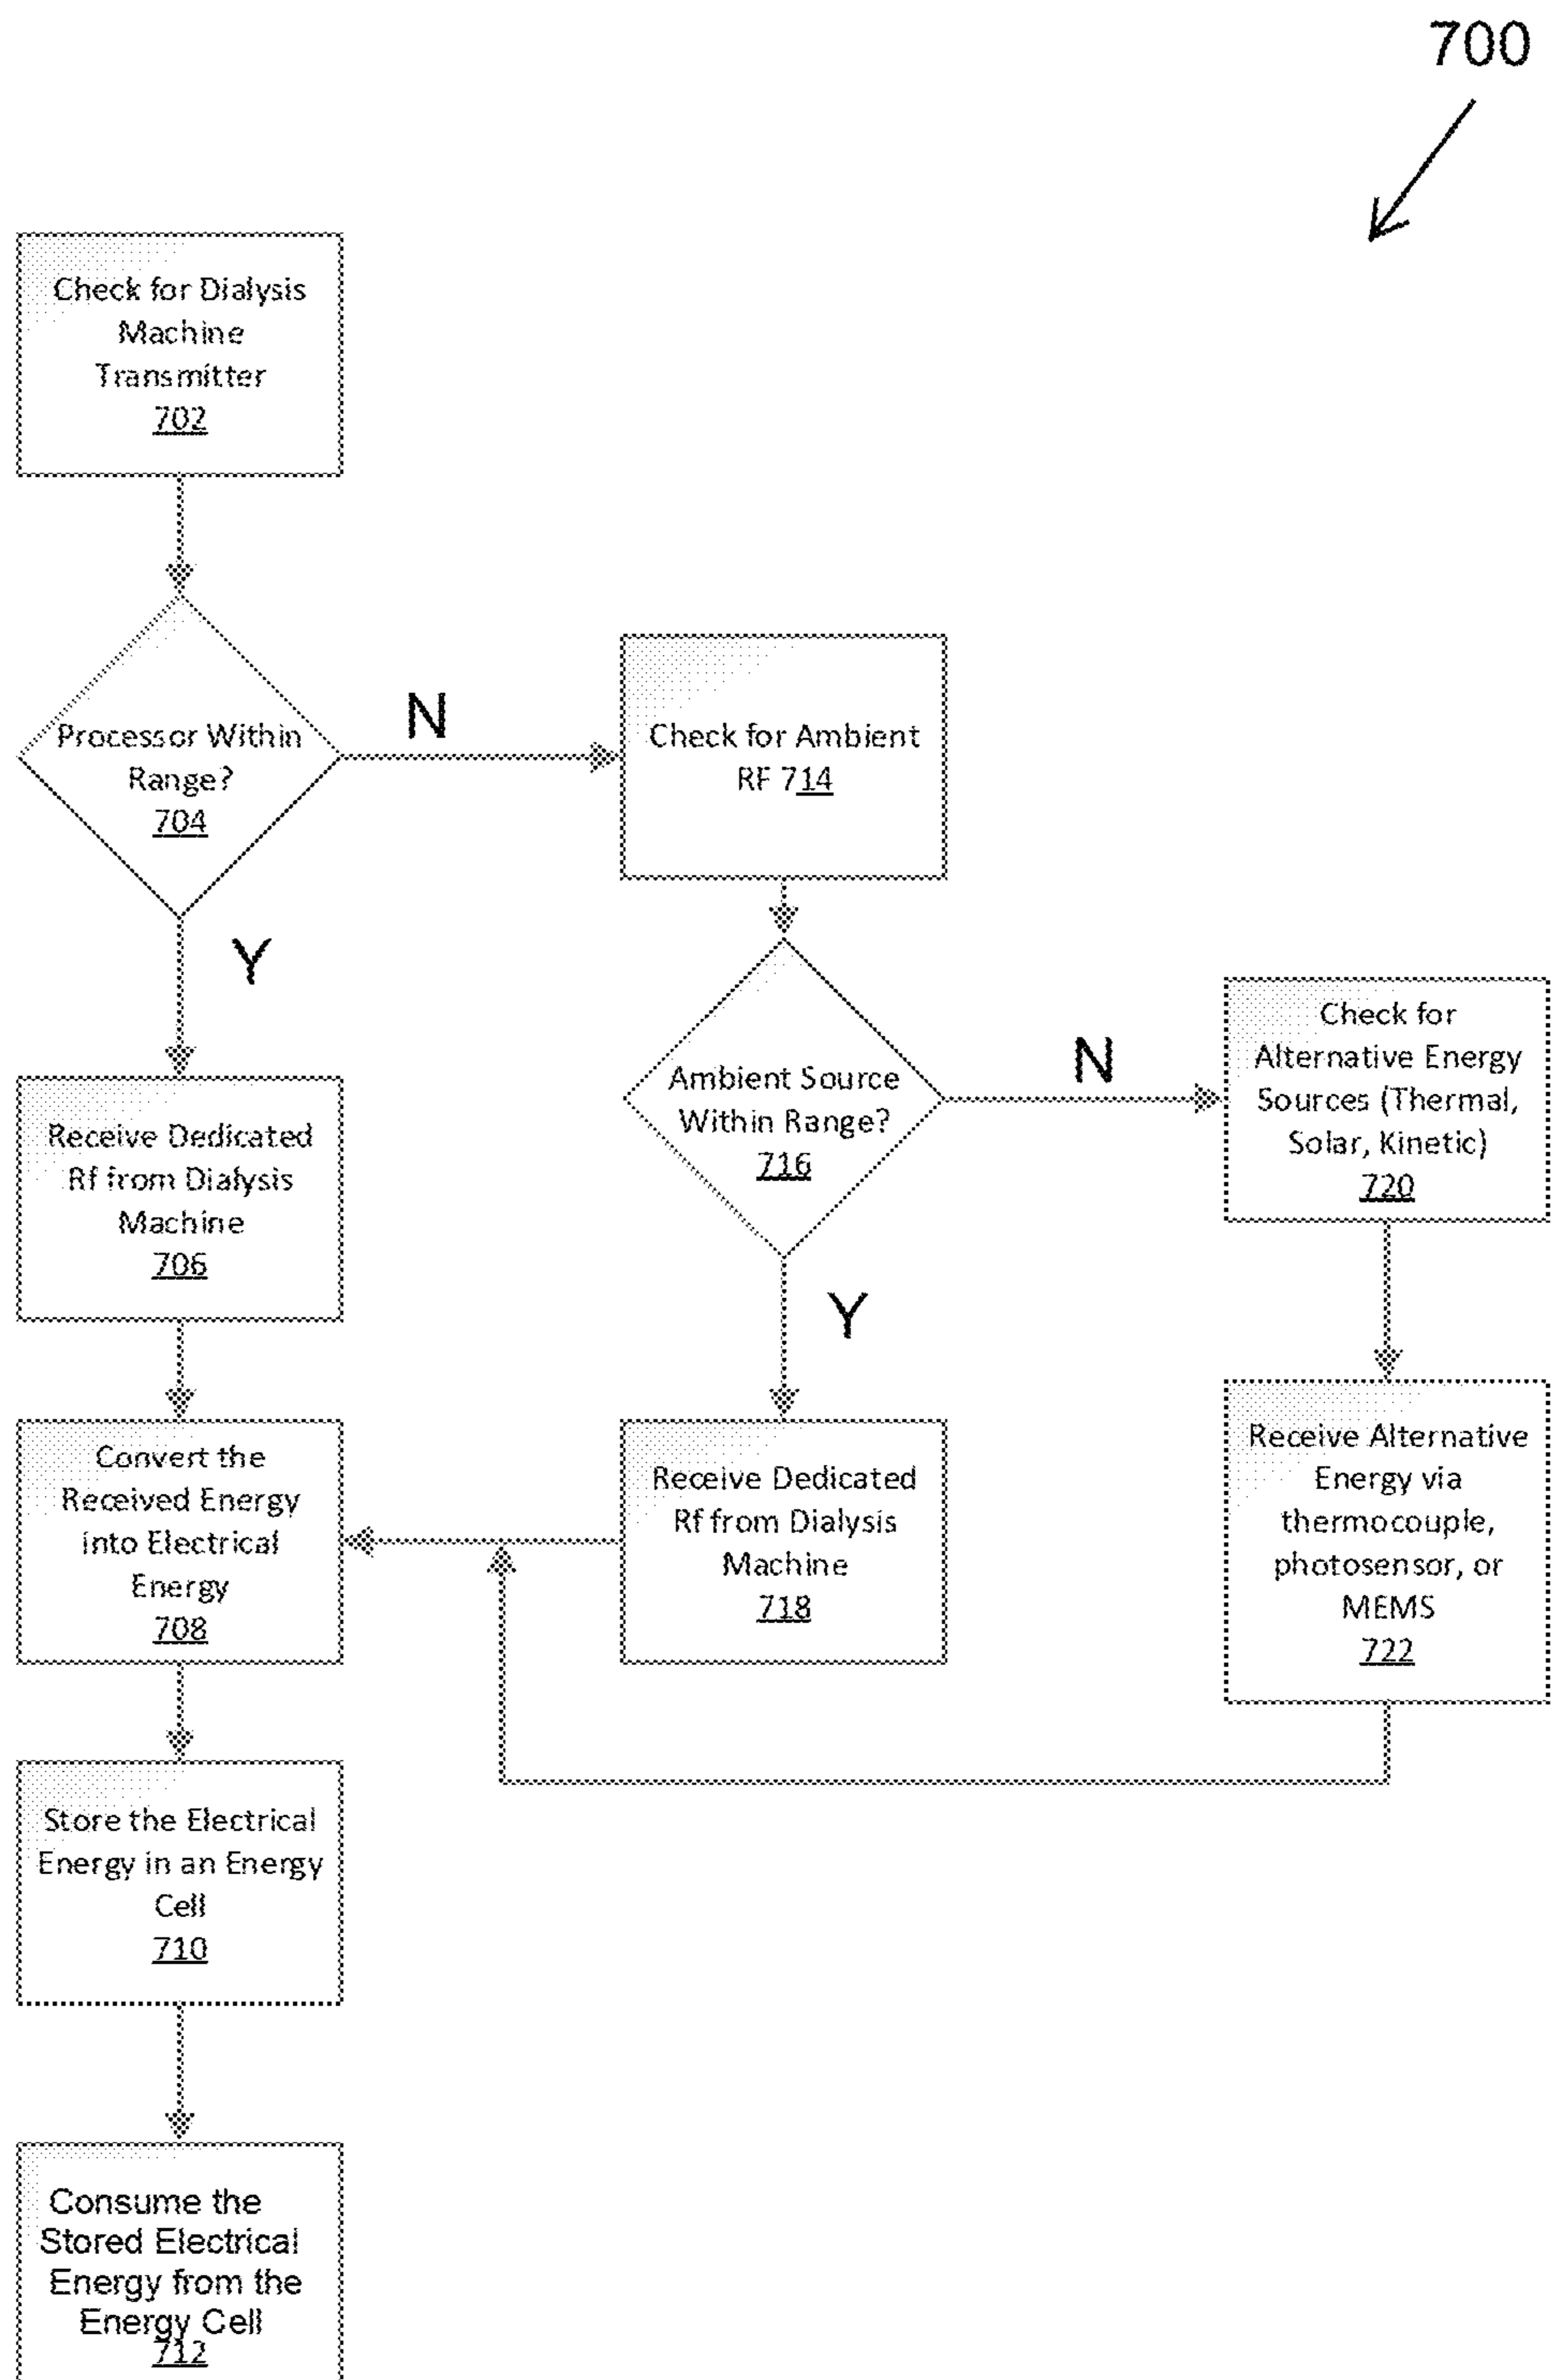 700
Check for Dialysis
Machine
Transmitter
702
Processor Within
Range?
704
N
Check for Ambient
RF 714
Y
Receive Dedicated
Rf from Dialysis
Machine
706
Ambient Source
Within Range?
716
N
Check for
Alternative Energy
Sources (Thermal,
Solar, Kinetic)
720
Y
Convert the
Received Energy
into Electrical
Energy
708
Receive Dedicated
Rf from Dialysis
Machine
718
Receive Alternative
Energy via
thermocouple,
photosensor, or
MEMS
722
Store the Electrical
Energy in an Energy
Cell
710
Consume the
Stored Electrical
Energy from the
Energy Cell
712